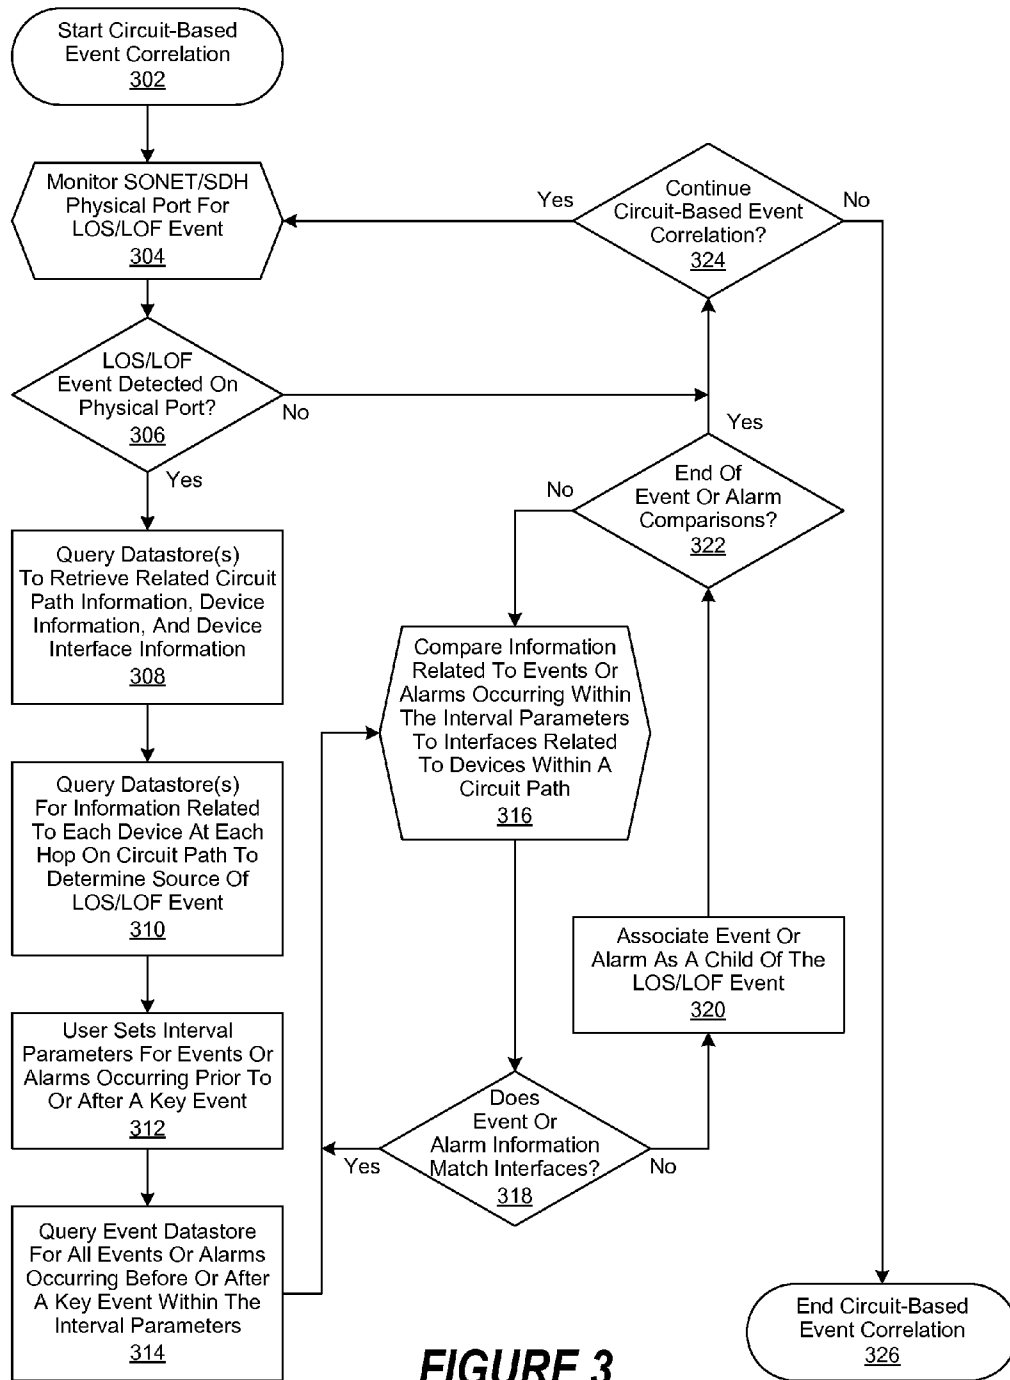 Start Circuit-Based
Event Correlation
302
Monitor SONET/SDH
Physical Port For
LOS/LOF Event
304
LOS/LOF
Event Detected On
Physical Port?
306
No
Yes
Query Datastore(s)
To Retrieve Related Circuit
Path Information, Device
Information, And Device
Interface Information
308
Query Datastore(s)
For Information Related
To Each Device At Each
Hop On Circuit Path To
Determine Source Of
LOS/LOF Event
310
User Sets Interval
Parameters For Events Or
Alarms Occurring Prior To
Or After A Key Event
312
Query Event Datastore
For All Events Or Alarms
Occurring Before Or After
A Key Event Within The
Interval Parameters
314
Compare Information
Related To Events Or
Alarms Occurring Within
The Interval Parameters
To Interfaces Related
To Devices Within A
Circuit Path
316
Does
Event Or
Alarm Information
Match Interfaces?
318
Yes
No
Associate Event Or
Alarm As A Child Of The
LOS/LOF Event
320
End Of
Event Or Alarm
Comparisons?
322
No
Yes
Continue
Circuit-Based Event
Correlation?
324
Yes
No
End Circuit-Based
Event Correlation
326
FIGURE 3